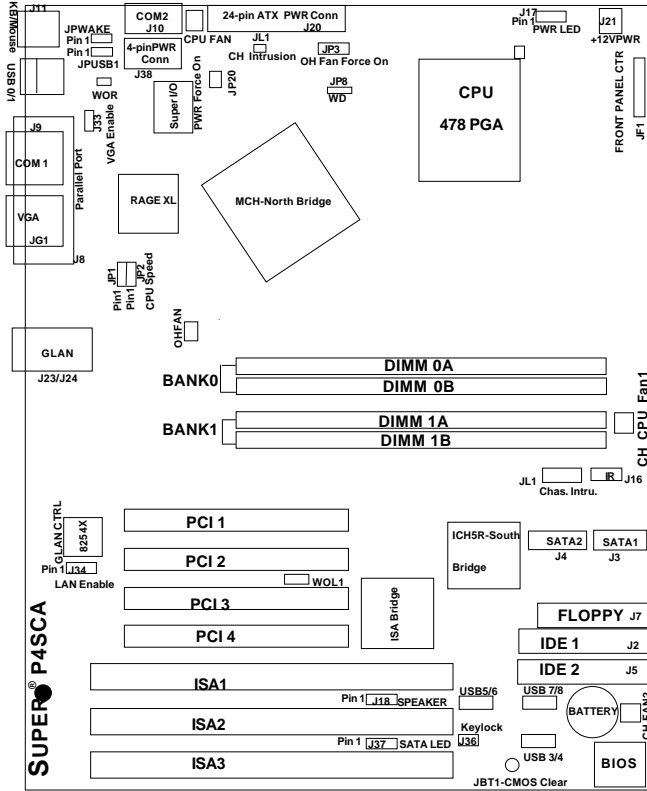 KB/Mouse
J11
USB 0/1
JPWAKE
Pin 1
Pin 1
JPUSB1
WOR
J33
VGA Enable
COM2
J10
4-pinPWR
Conn
J38
CPU FAN
Super I/O
PWR Force On
JP20
24-pin ATX PWR Conn
J20
JL1
CH Intrusion
JP3
OH Fan Force On
JP8
WD
J17
Pin 1
PWR LED
J21
+12VPWR
FRONT PANEL CTR
JF1
CPU
478 PGA
J9
COM 1
Parallel Port
VGA
JG1
J8
RAGE XL
MCH-North Bridge
JP1
JP2
Pin1
Pin1
CPU Speed
OHFAN
GLAN
J23/J24
BANK0
DIMM 0A
DIMM 0B
BANK1
DIMM 1A
DIMM 1B
CH CPU Fan1
JL1
Chas. Intru.
IR
J16
GLAN CTRL
8254X
Pin 1
J34
LAN Enable
PCI 1
PCI 2
WOL1
PCI 3
PCI 4
ISA Bridge
ICH5R-South
Bridge
SATA2
J4
SATA1
J3
FLOPPY J7
IDE 1 J2
IDE 2 J5
SUPER® P4SCA
ISA1
Pin 1 J18 SPEAKER
ISA2
Pin 1 J37 SATA LED
ISA3
USB5/6
USB 7/8
Keylock
J36
USB 3/4
BATTERY
CH FAN2
JBT1-CMOS Clear
BIOS